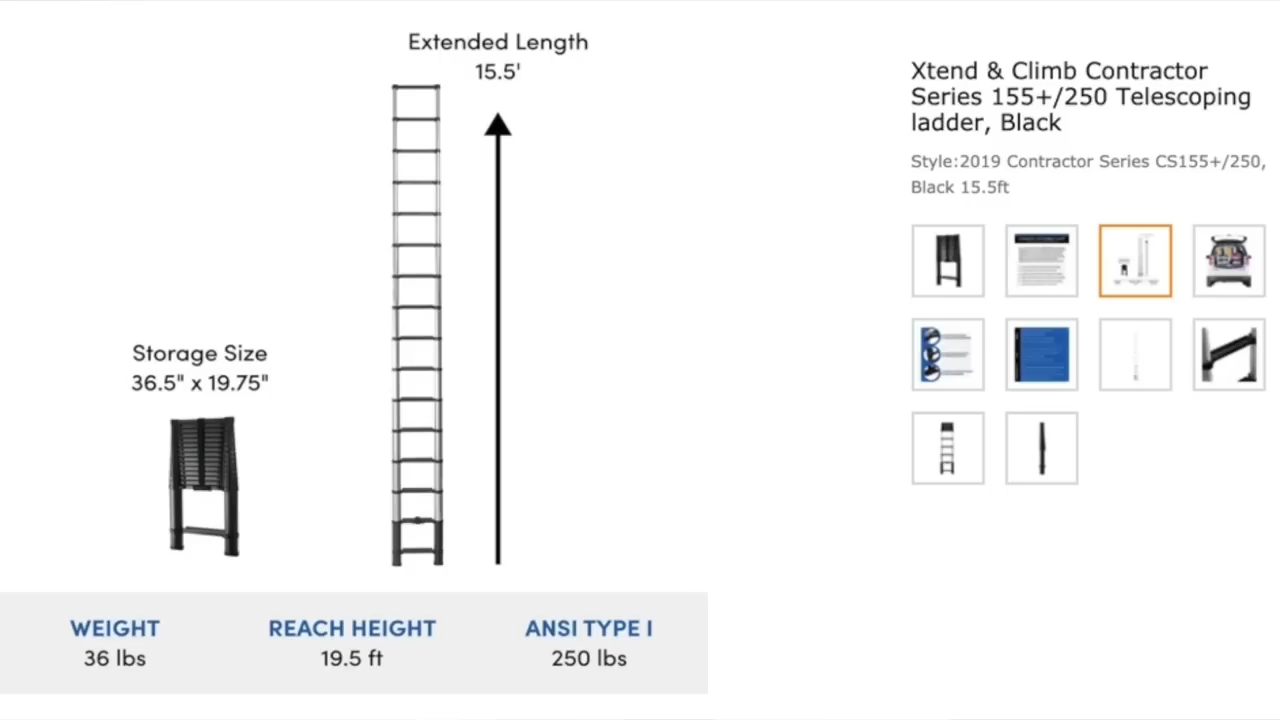 Extended Length
15.5'
Storage Size
36.5" x 19.75"
WEIGHT
36 lbs
REACH HEIGHT
19.5 ft
ANSI TYPE I
250 lbs
Xtend & Climb Contractor
Series 155+/250 Telescoping
ladder, Black
Style:2019 Contractor Series CS155+/250,
Black 15.5ft